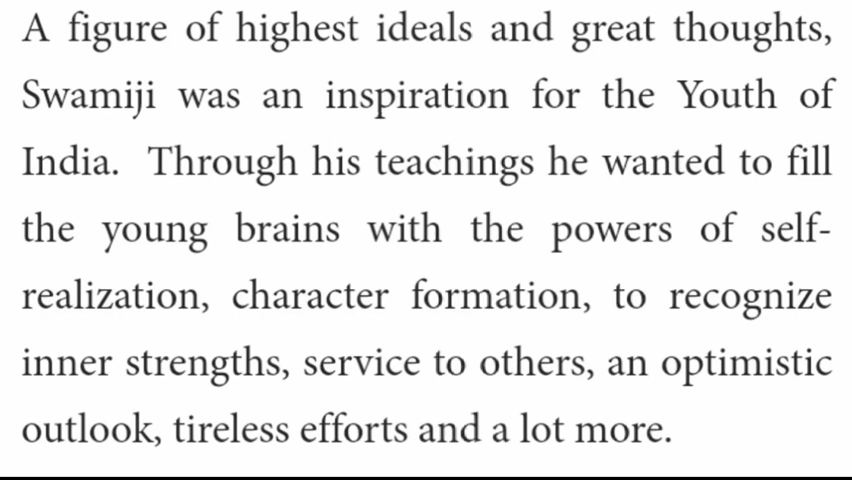 A figure of highest ideals and great thoughts,
Swamiji was an inspiration for the Youth of
India. Through his teachings he wanted to fill
the young brains with the powers of self-
realization, character formation, to recognize
inner strengths, service to others, an optimistic
outlook, tireless efforts and a lot more.